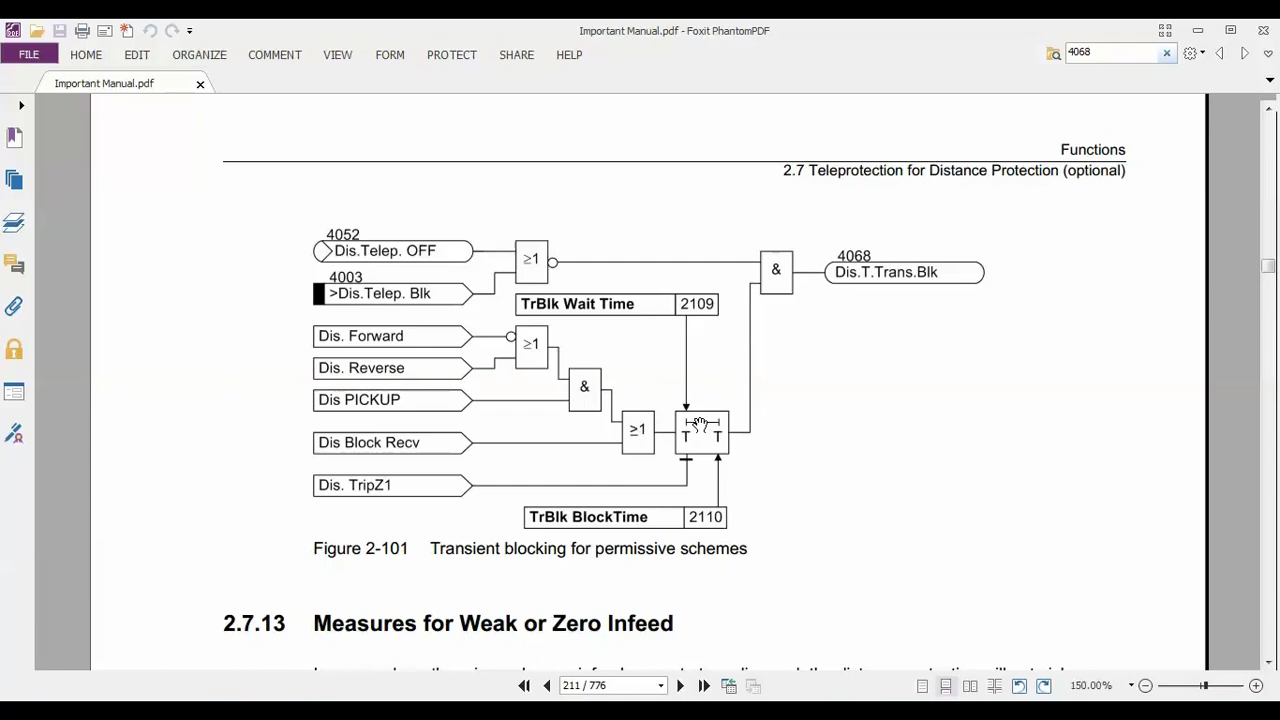 Important Manual.pdf - Foxit PhantomPDF
FILE HOME EDIT ORGANIZE COMMENT VIEW FORM PROTECT SHARE HELP
4068
Important Manual.pdf
Functions
2.7 Teleprotection for Distance Protection (optional)
4052
Dis.Telep. OFF
4003
>Dis.Telep. Blk
≥1
&
4068
Dis.T.Trans.Blk
TrBlk Wait Time 2109
Dis. Forward
≥1
Dis. Reverse
Dis PICKUP
&
Dis Block Recv
≥1
T T
Dis. TripZ1
TrBlk BlockTime 2110
Figure 2-101 Transient blocking for permissive schemes
2.7.13 Measures for Weak or Zero Infeed
211 / 776
150.00%